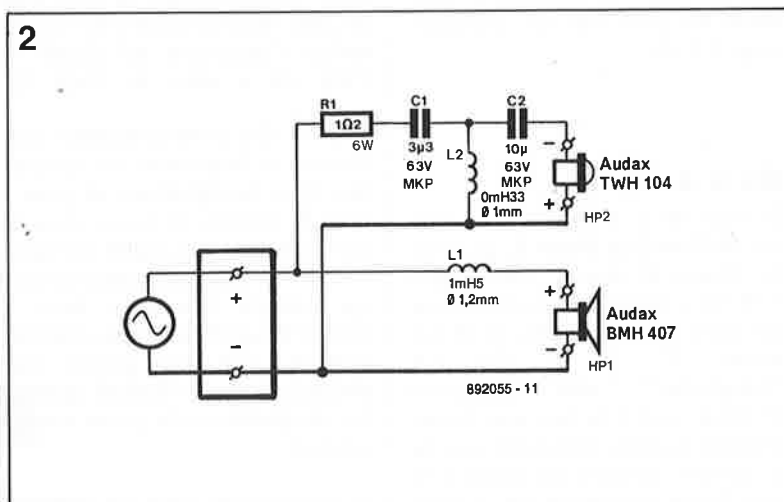 2
R1
1Ω2
6W
C1
3µ3
63V
MKP
L2
0mH33
Ø 1mm
C2
10µ
63V
MKP
-
+
Audax
TWH 104
HP2
+
-
L1
1mH5
Ø 1,2mm
+
-
Audax
BMH 407
HP1
892055 - 11